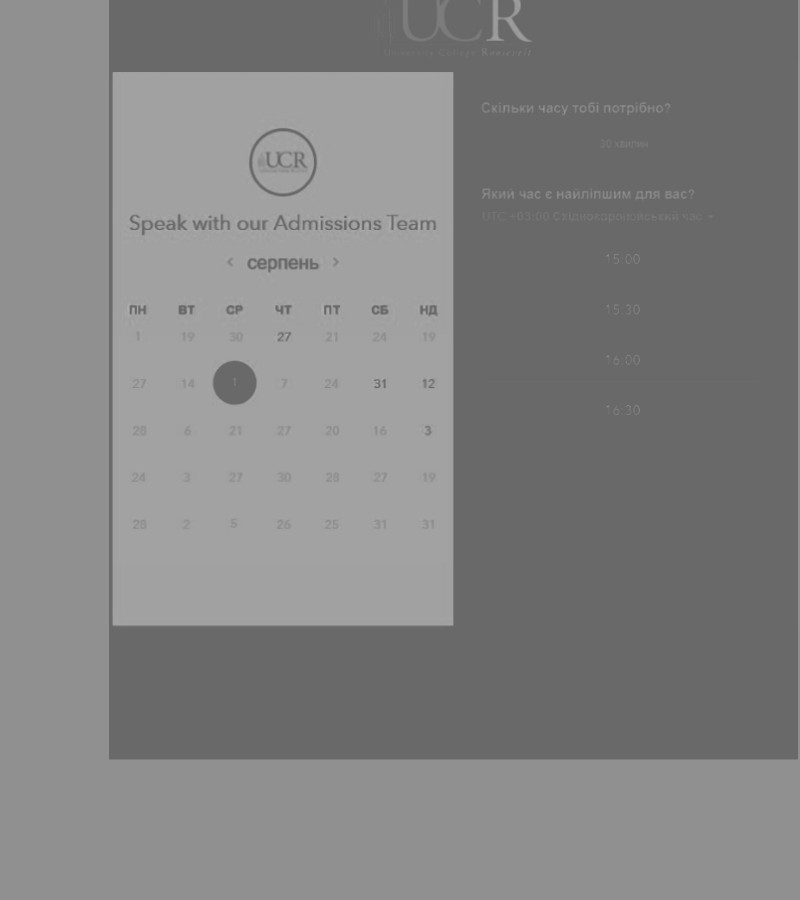 UCR
University College Roosevelt
UCR
Speak with our Admissions Team
‹ серпень ›
ПН ВТ СР ЧТ ПТ СБ НД
1 19 30 27 21 24 19
27 14 1 7 24 31 12
28 6 21 27 20 16 3
24 3 27 30 28 27 19
28 2 5 26 25 31 31
Скільки часу тобі потрібно?
30 хвилин
Який час є найліпшим для вас?
UTC +03:00 Східноєвропейський час
15:00
15:30
16:00
16:30